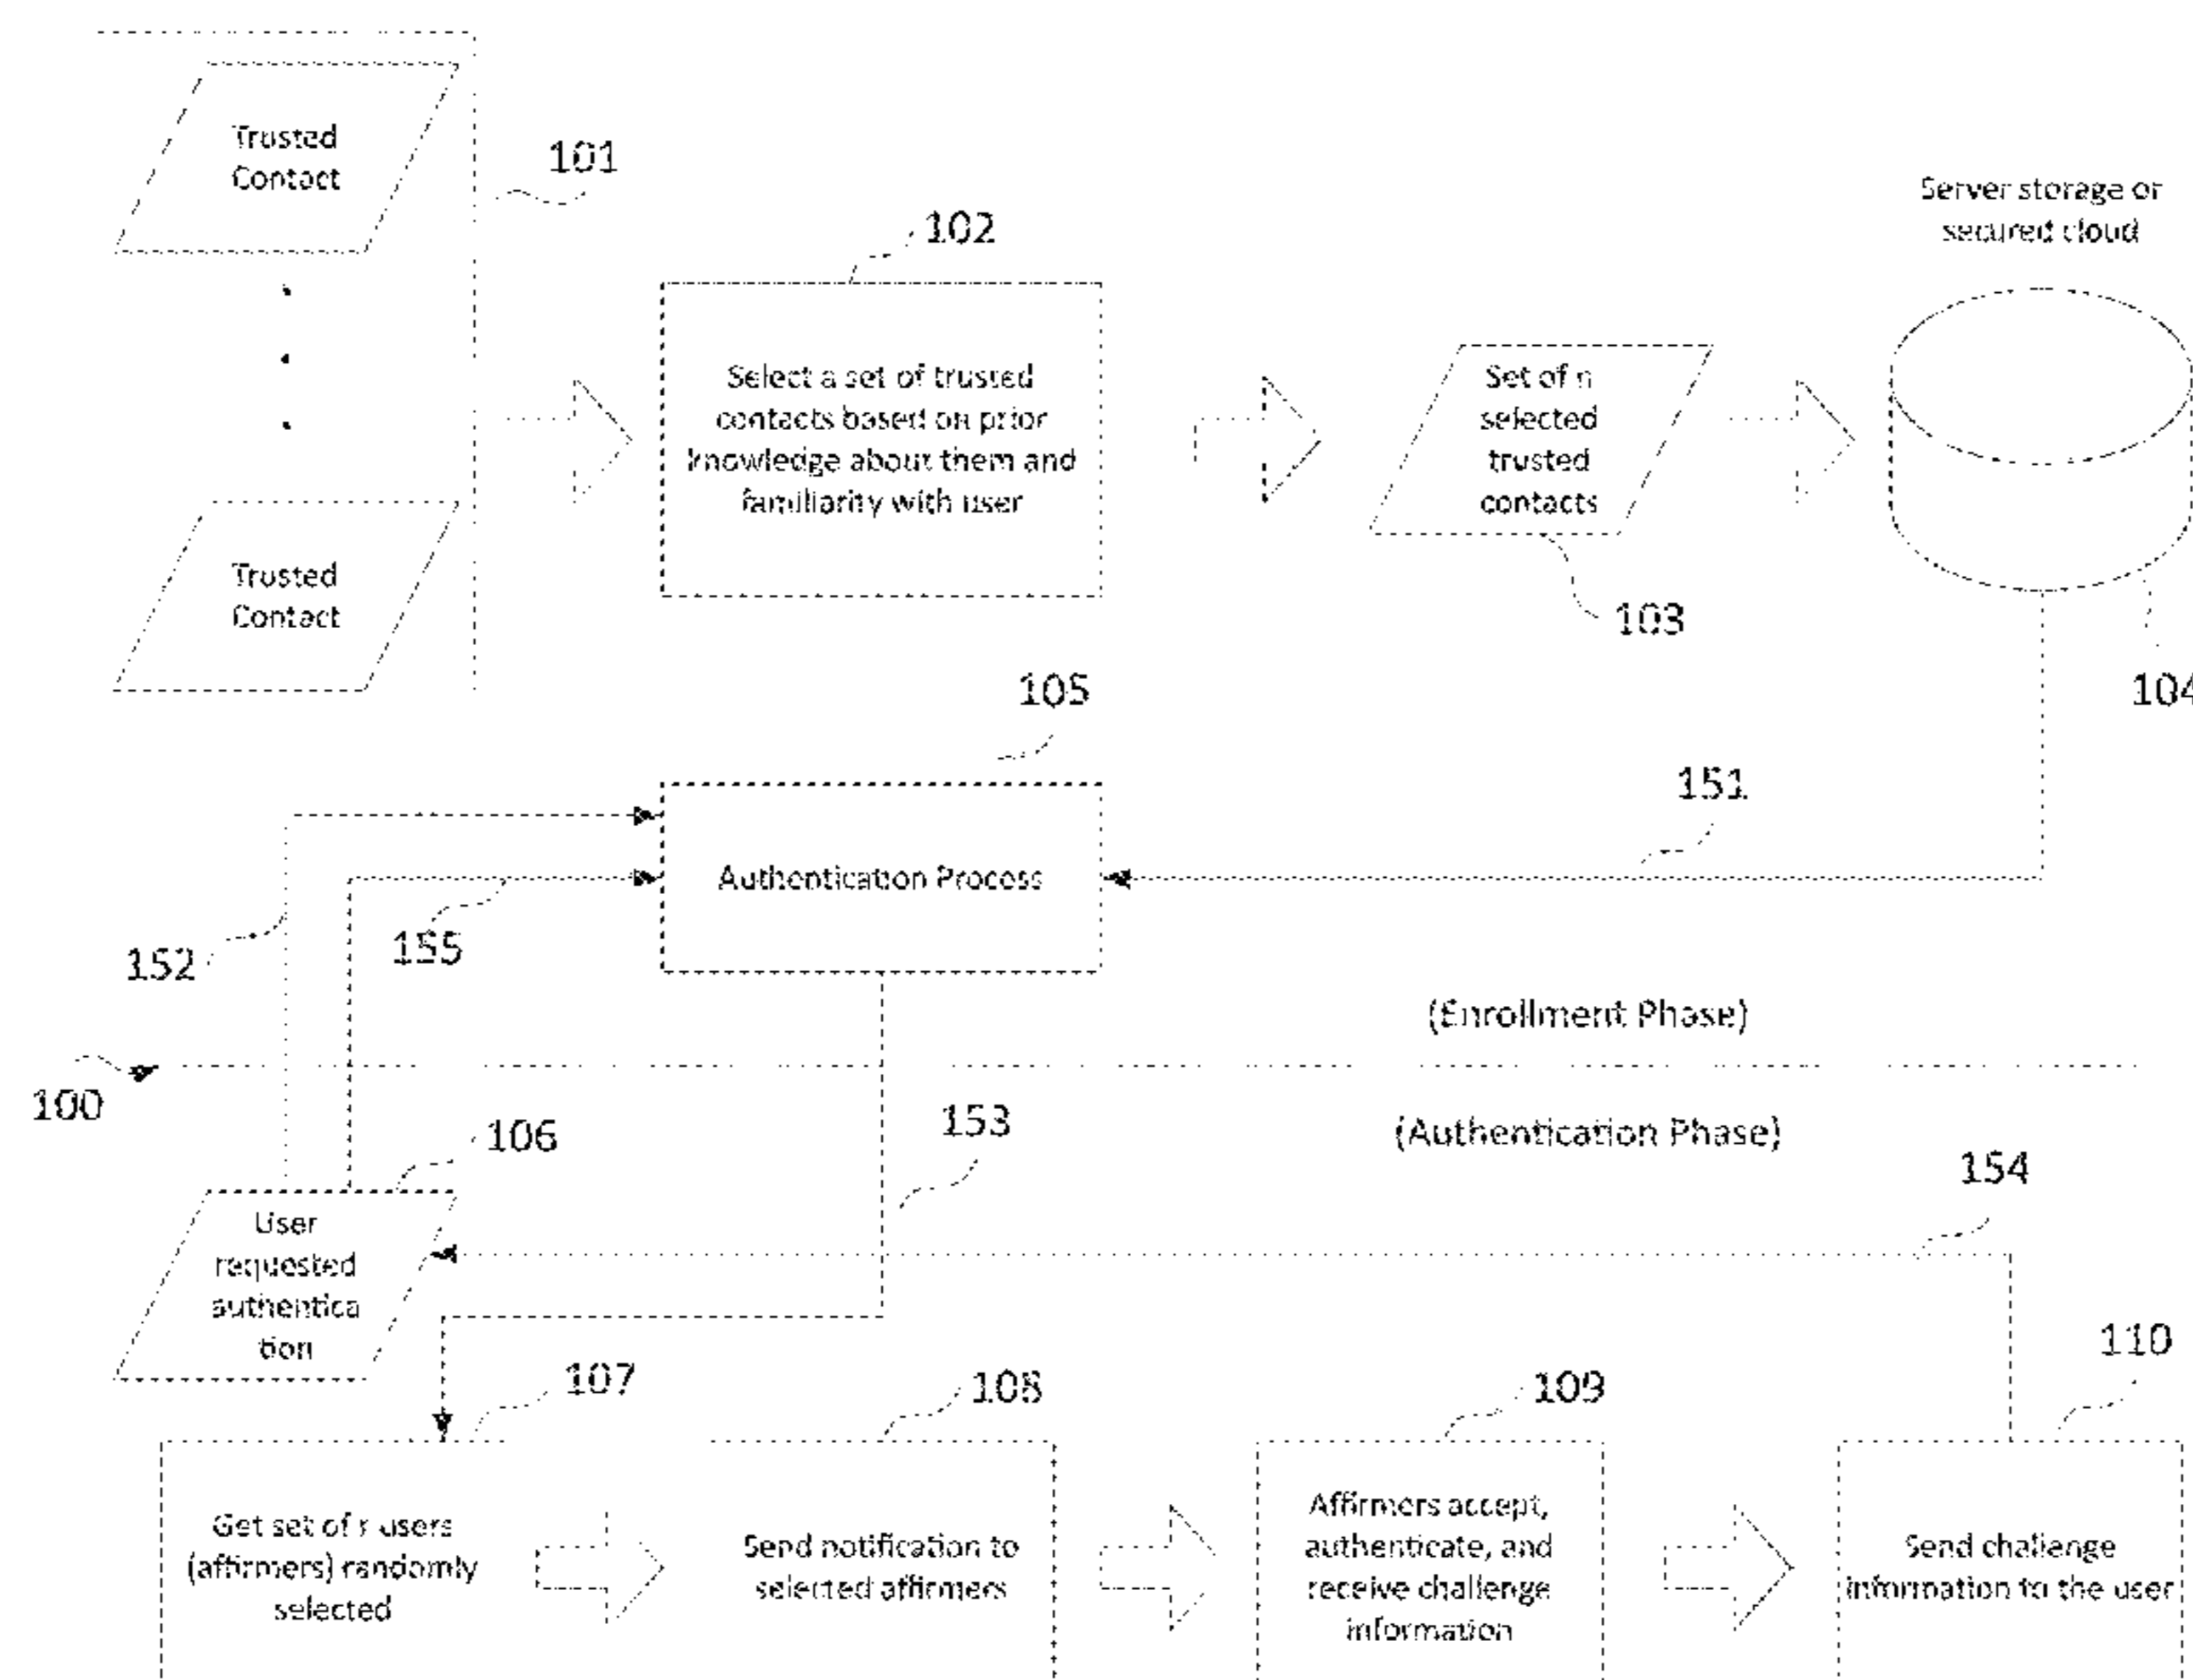 Trusted
Contact
101
102
Server storage or
secured cloud
Select a set of trusted
contacts based on prior
knowledge about them and
familiarity with user
Set of n
selected
trusted
contacts
Trusted
Contact
103
104
105
151
Authentication Process
152
155
(Enrollment Phase)
100
106
153
(Authentication Phase)
154
User
requested
authentica
tion
107
108
109
110
Get set of r users
(affirmers) randomly
selected
Send notification to
selected affirmers
Affirmers accept,
authenticate, and
receive challenge
information
Send challenge
information to the user